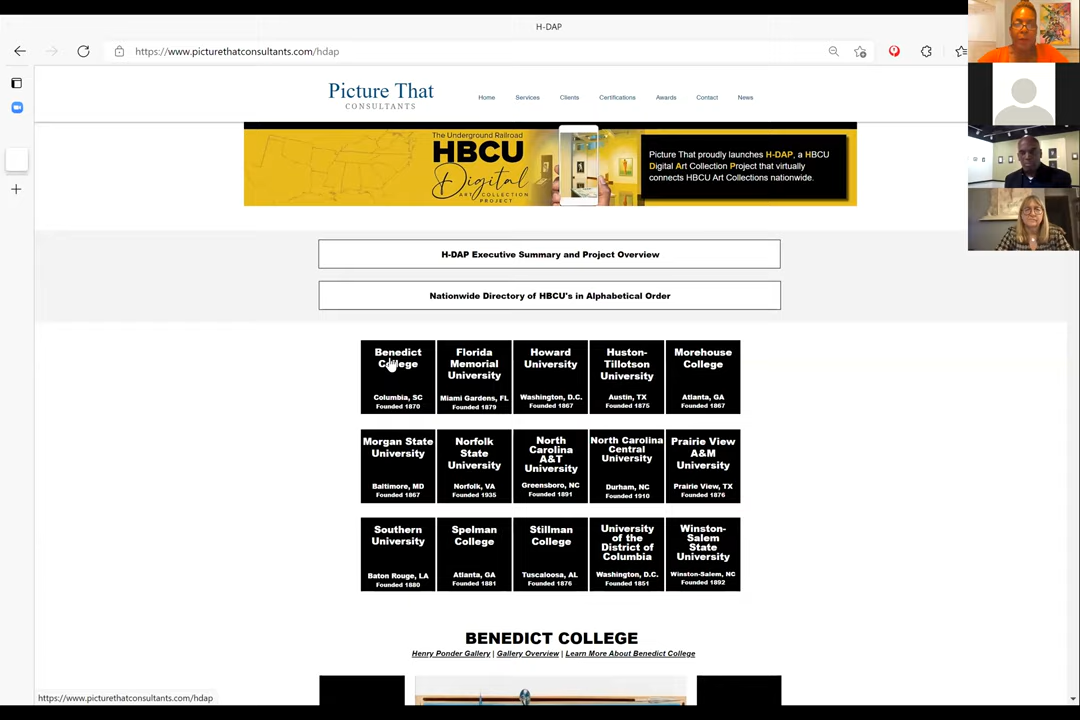 H-DAP
https://www.picturethatconsultants.com/hdap
Picture That
CONSULTANTS
Home Services Clients Certifications Awards Contact News
The Underground Railroad
HBCU
Digital
ART COLLECTION
PROJECT
Picture That proudly launches H-DAP, a HBCU
Digital Art Collection Project that virtually
connects HBCU Art Collections nationwide.
H-DAP Executive Summary and Project Overview
Nationwide Directory of HBCU's in Alphabetical Order
Benedict
College
Columbia, SC
Founded 1870
Florida
Memorial
University
Miami Gardens, FL
Founded 1879
Howard
University
Washington, D.C.
Founded 1867
Huston-
Tillotson
University
Austin, TX
Founded 1875
Morehouse
College
Atlanta, GA
Founded 1867
Morgan State
University
Baltimore, MD
Founded 1867
Norfolk
State
University
Norfolk, VA
Founded 1935
North
Carolina
A&T
University
Greensboro, NC
Founded 1891
North Carolina
Central
University
Durham, NC
Founded 1910
Prairie View
A&M
University
Prairie View, TX
Founded 1876
Southern
University
Baton Rouge, LA
Founded 1880
Spelman
College
Atlanta, GA
Founded 1881
Stillman
College
Tuscaloosa, AL
Founded 1876
University
of the
District of
Columbia
Washington, D.C.
Founded 1851
Winston-
Salem
State
University
Winston-Salem, NC
Founded 1892
BENEDICT COLLEGE
Henry Ponder Gallery | Gallery Overview | Learn More About Benedict College
https://www.picturethatconsultants.com/hdap